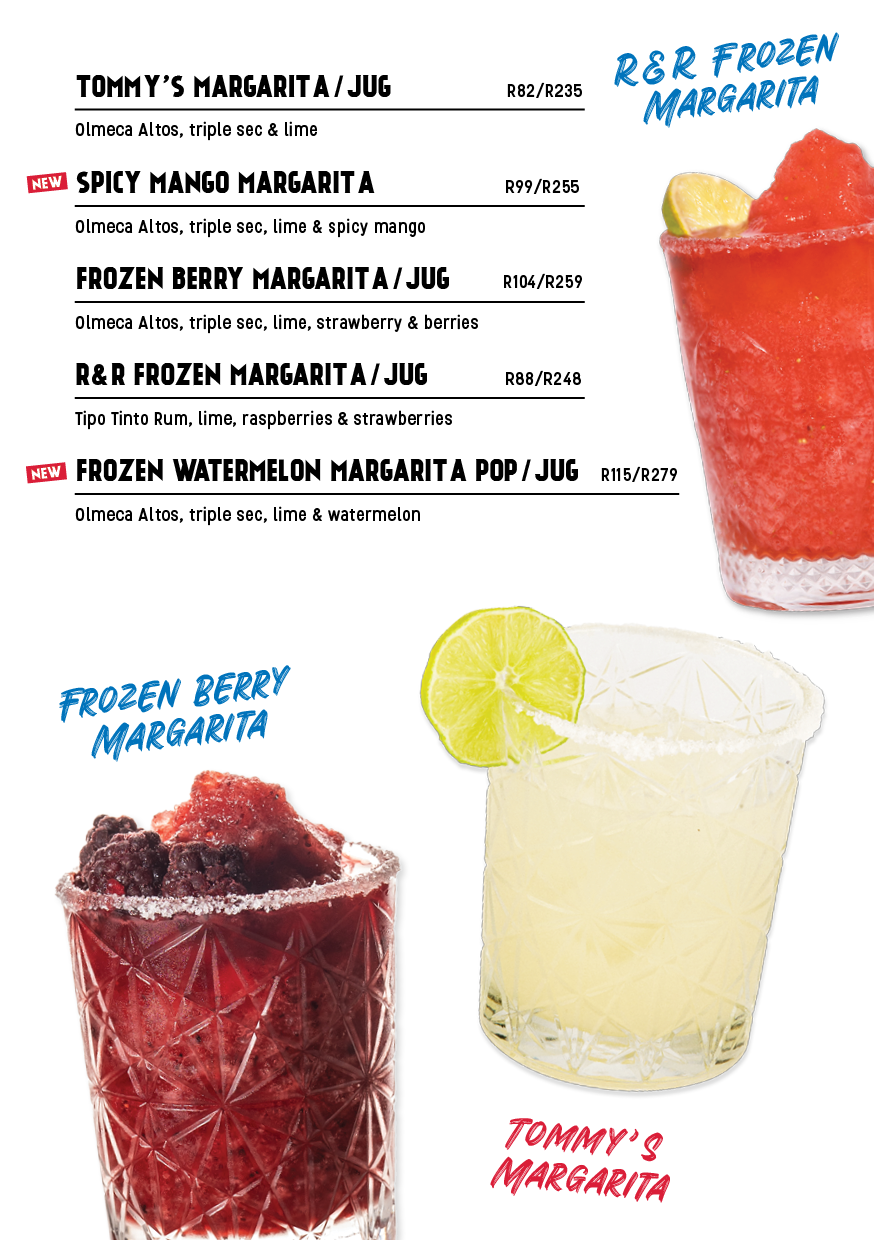 R&R FROZEN
MARGARITA
TOMMY'S MARGARITA/JUG R82/R235
Olmeca Altos, triple sec & lime
NEW SPICY MANGO MARGARITA R99/R255
Olmeca Altos, triple sec, lime & spicy mango
FROZEN BERRY MARGARITA/JUG R104/R259
Olmeca Altos, triple sec, lime, strawberry & berries
R&R FROZEN MARGARITA/JUG R88/R248
Tipo Tinto Rum, lime, raspberries & strawberries
NEW FROZEN WATERMELON MARGARITA POP/JUG R115/R279
Olmeca Altos, triple sec, lime & watermelon
FROZEN BERRY
MARGARITA
TOMMY'S
MARGARITA